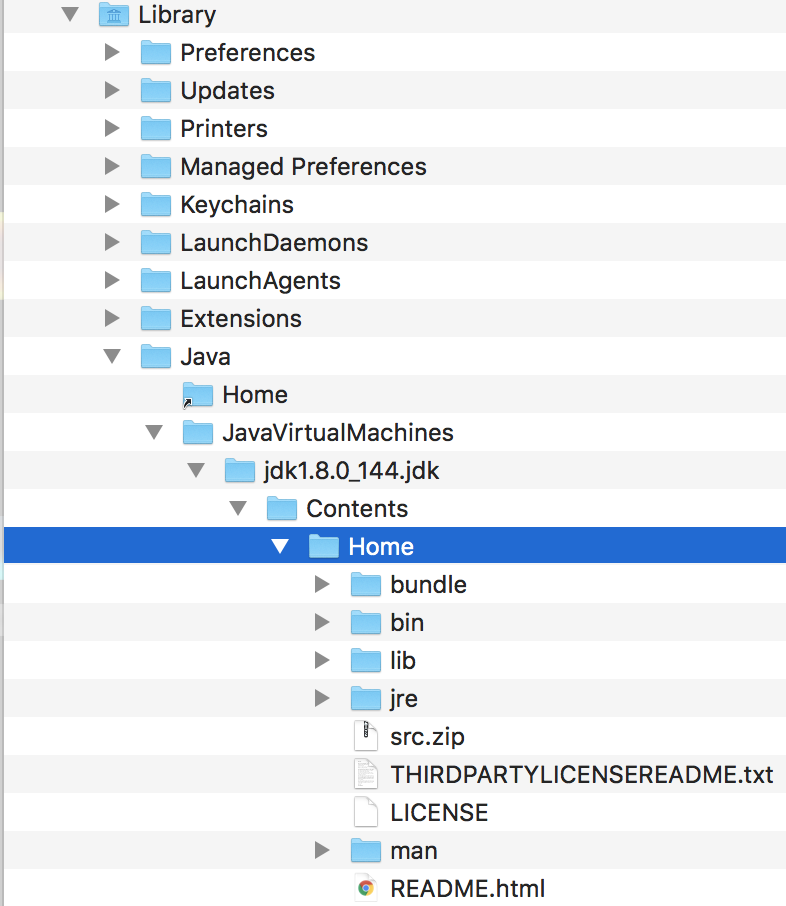 Library
Preferences
Updates
Printers
Managed Preferences
Keychains
LaunchDaemons
LaunchAgents
Extensions
Java
Home
JavaVirtualMachines
jdk1.8.0_144.jdk
Contents
Home
bundle
bin
lib
jre
src.zip
THIRDPARTYLICENSEREADME.txt
LICENSE
man
README.html